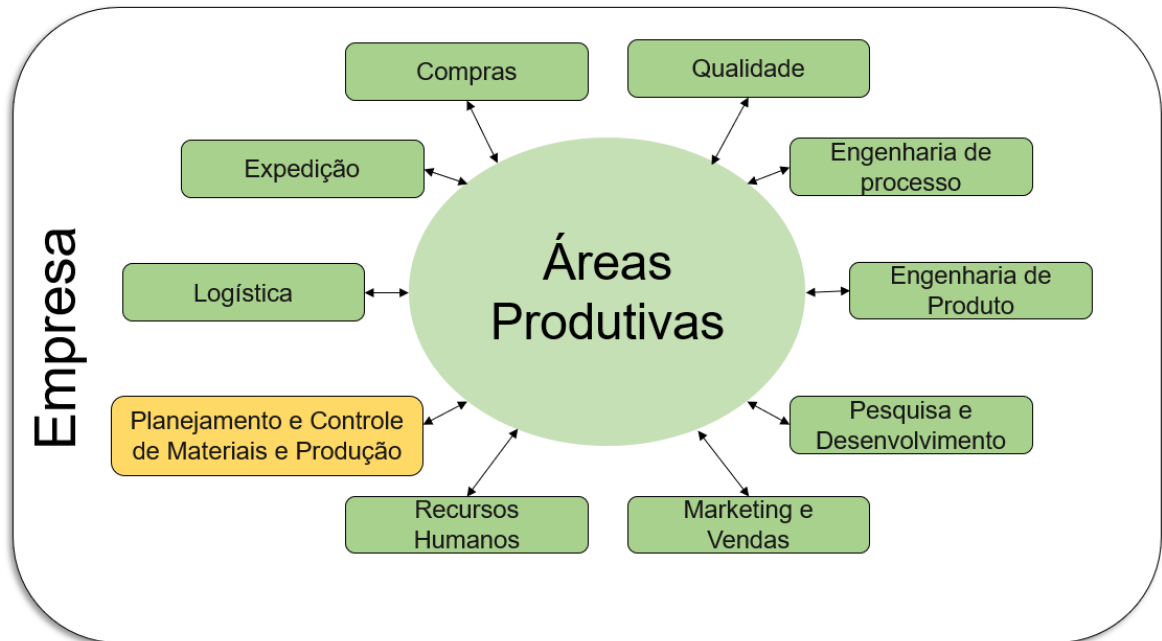 Compras
Qualidade
Expedição
Engenharia de
processo
Áreas
Produtivas
Logística
Engenharia de
Produto
Empresa
Planejamento e Controle
de Materiais e Produção
Pesquisa e
Desenvolvimento
Recursos
Humanos
Marketing e
Vendas